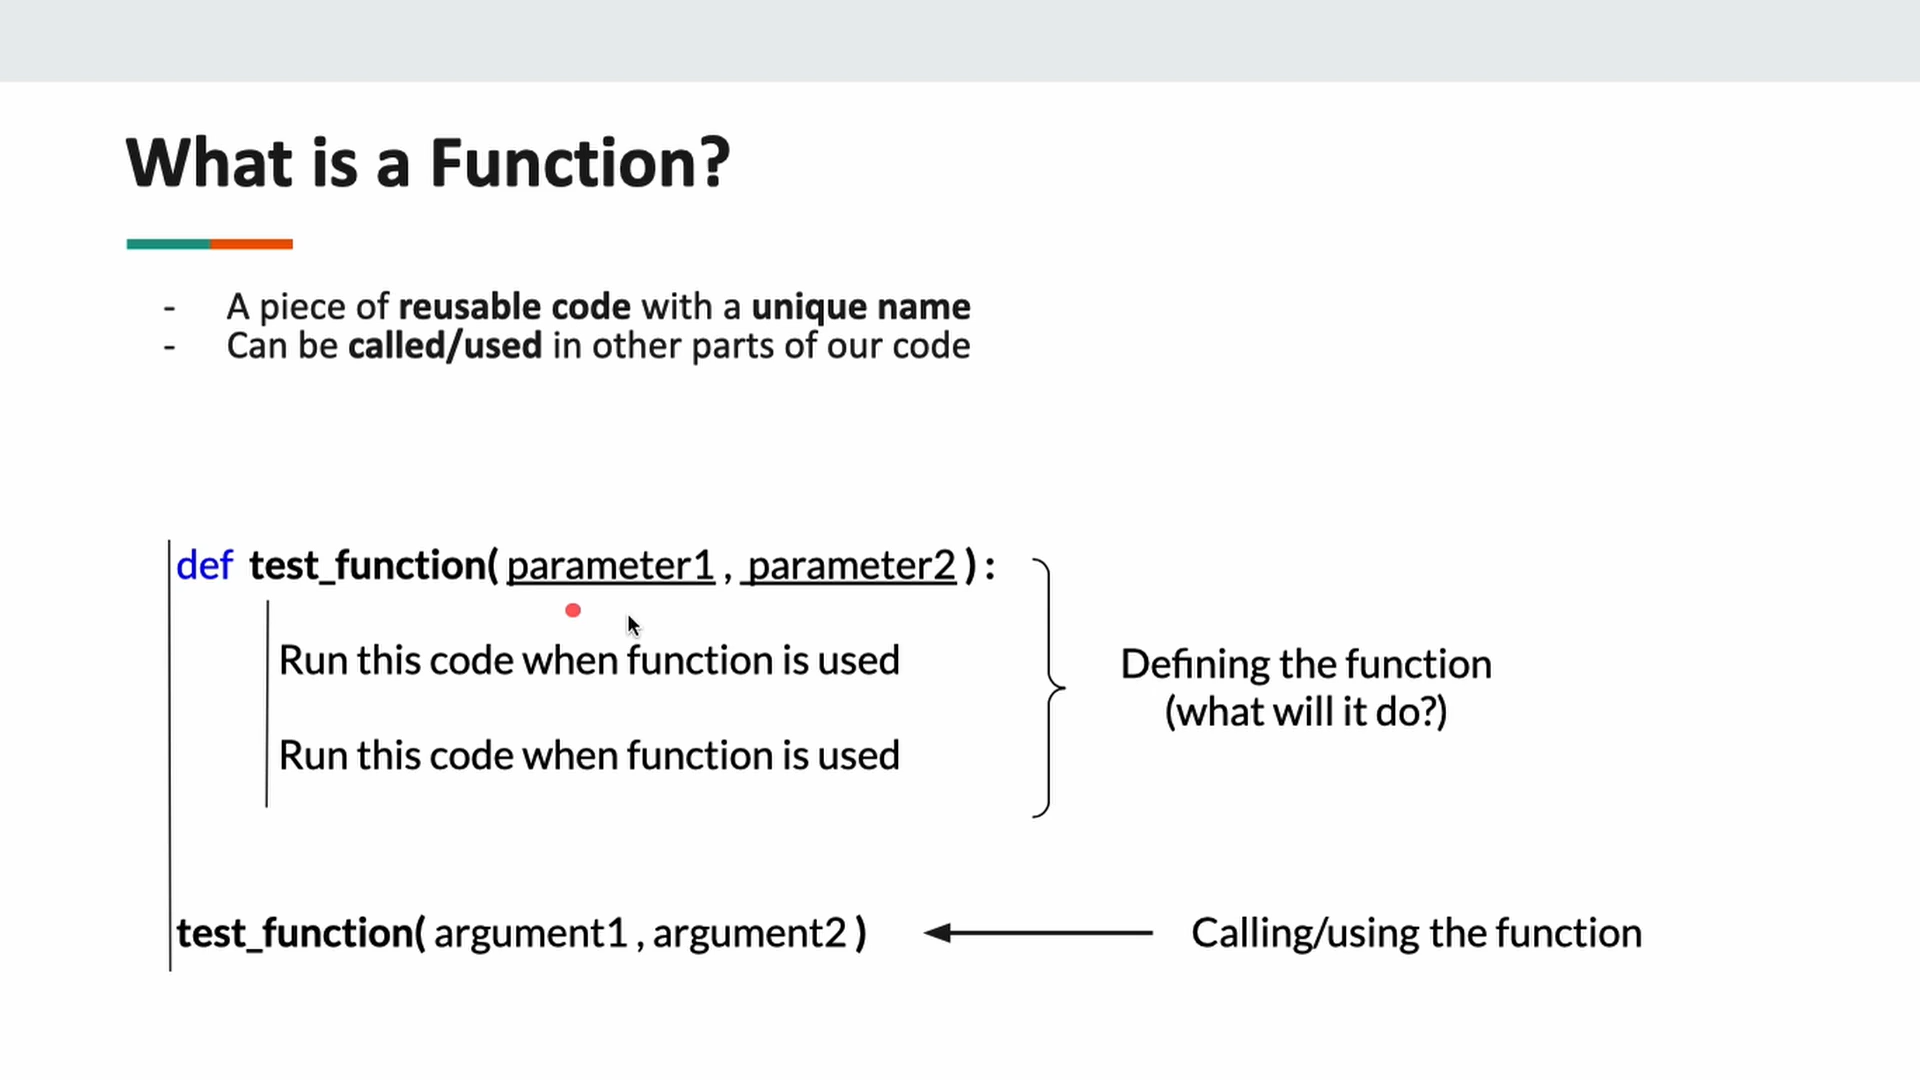 What is a Function?
- A piece of reusable code with a unique name
- Can be called/used in other parts of our code
def test_function( parameter1 , parameter2 ) :
Run this code when function is used
Run this code when function is used
Defining the function
(what will it do?)
test_function( argument1 , argument2 )
Calling/using the function